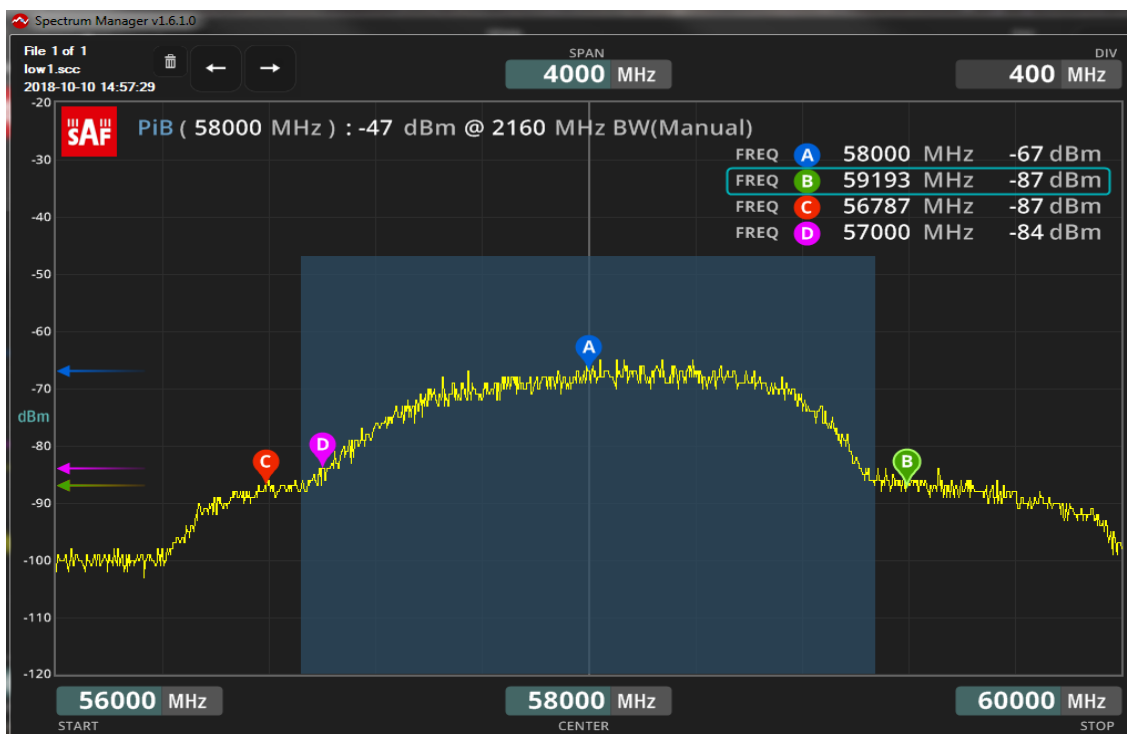 Spectrum Manager v1.6.1.0
File 1 of 1
low1.scc
2018-10-10 14:57:29
SPAN
4000 MHz
DIV
400 MHz
SAF
PiB ( 58000 MHz ) : -47 dBm @ 2160 MHz BW(Manual)
FREQ A 58000 MHz -67 dBm
FREQ B 59193 MHz -87 dBm
FREQ C 56787 MHz -87 dBm
FREQ D 57000 MHz -84 dBm
-20
-30
-40
-50
-60
-70
dBm
-80
-90
-100
-110
-120
A
D
C
B
56000 MHz
START
58000 MHz
CENTER
60000 MHz
STOP